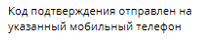 Код подтверждения отправлен на
указанный мобильный телефон